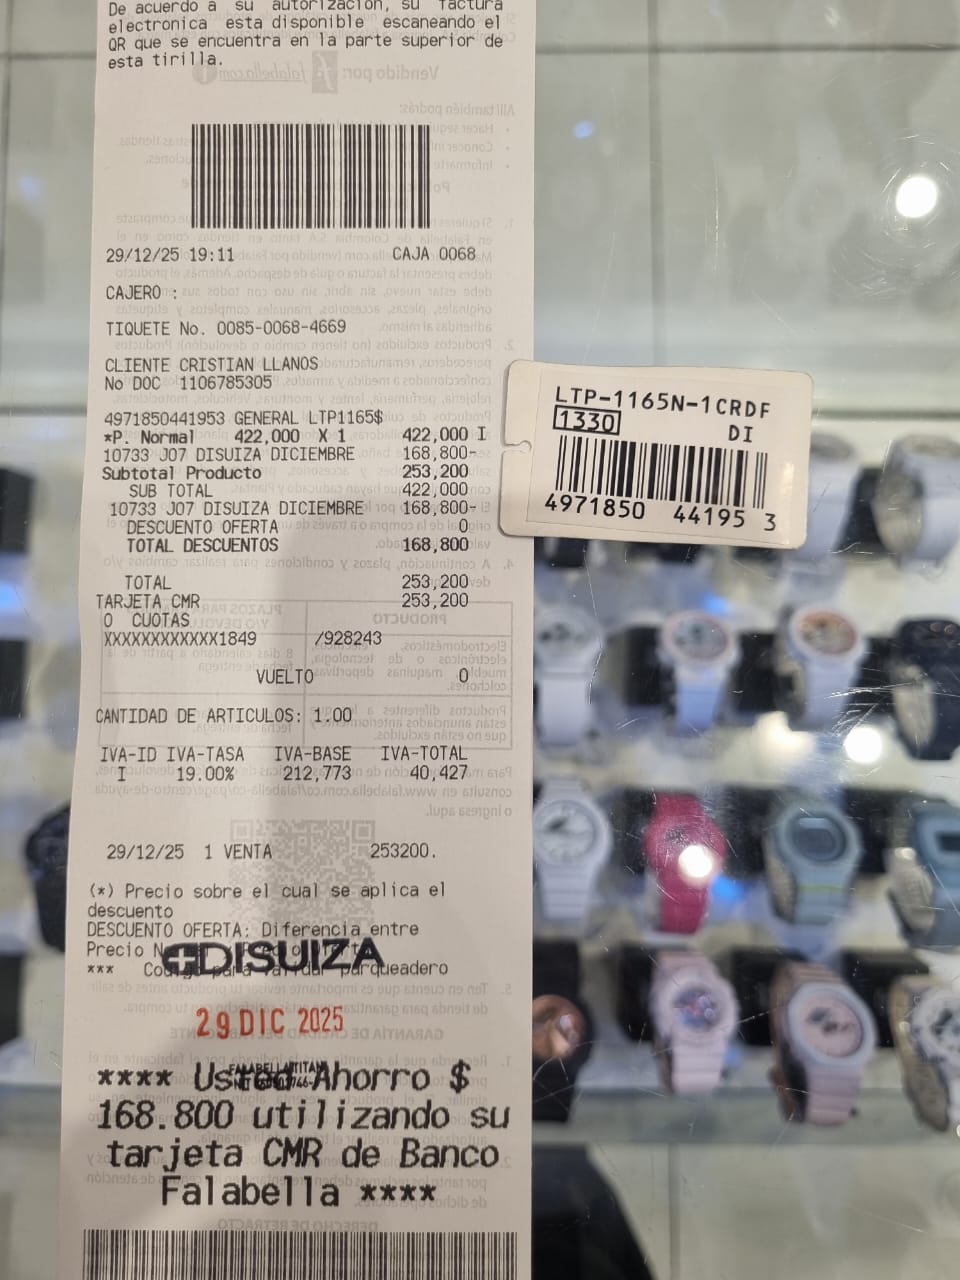 De acuerdo a su autorización, su factura
electronica esta disponible escaneando el
QR que se encuentra en la parte superior de
esta tirilla.
29/12/25 19:11 CAJA 0068
CAJERO :
TIQUETE No. 0085-0068-4669
CLIENTE CRISTIAN LLANOS
No DOC 1106785305
4971850441953 GENERAL LTP1165$
*P. Normal 422,000 X 1 422,000 I
10733 J07 DISUIZA DICIEMBRE 168,800-
Subtotal Producto 253,200
SUB TOTAL 422,000
10733 J07 DISUIZA DICIEMBRE 168,800-
DESCUENTO OFERTA 0
TOTAL DESCUENTOS 168,800
TOTAL 253,200
TARJETA CMR 253,200
0 CUOTAS
XXXXXXXXXXXX1849 /928243
VUELTO 0
CANTIDAD DE ARTICULOS: 1.00
IVA-ID IVA-TASA IVA-BASE IVA-TOTAL
I 19.00% 212,773 40,427
29/12/25 1 VENTA 253200.
(*) Precio sobre el cual se aplica el
descuento
DESCUENTO OFERTA: Diferencia entre
Precio
DISUIZA
*** parqueadero
29 DIC 2025
**** Usted Ahorro $
168.800 utilizando su
tarjeta CMR de Banco
Falabella ****
LTP-1165N-1CRDF
1330 DI
4971850 44195 3